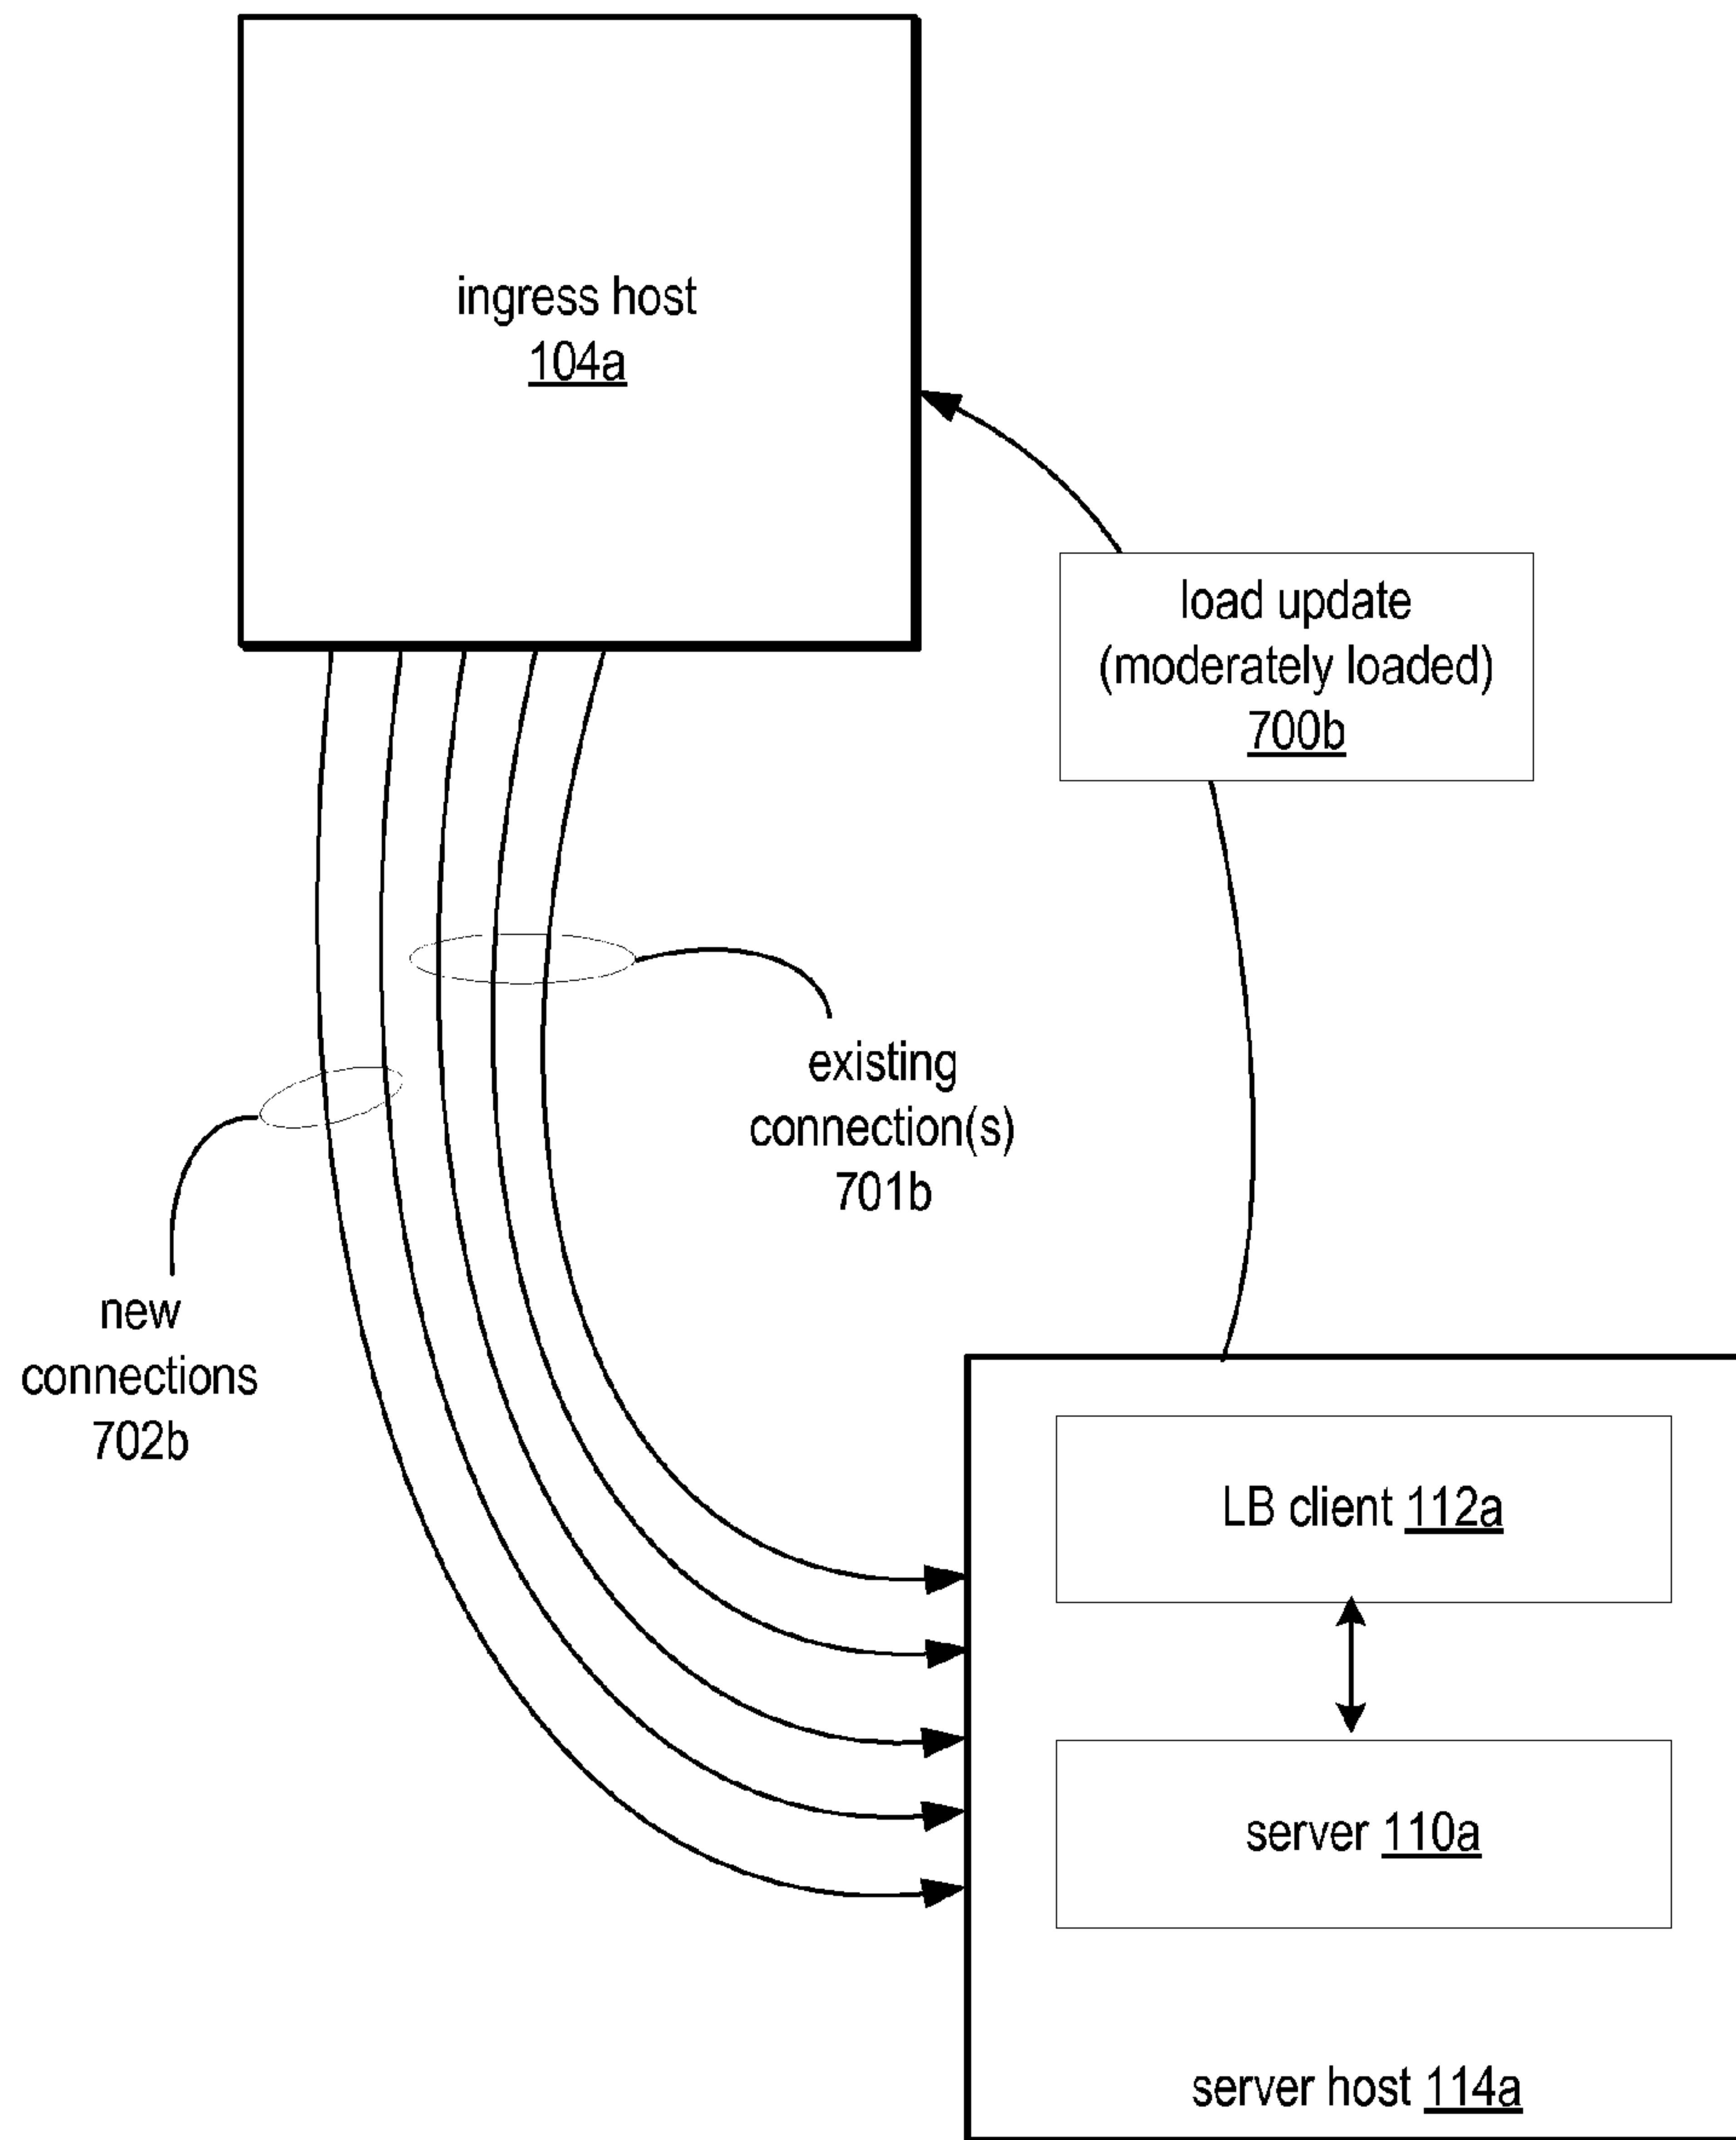 ingress host
104a
load update
(moderately loaded)
700b
existing
connection(s)
701b
new
connections
702b
LB client 112a
server 110a
server host 114a